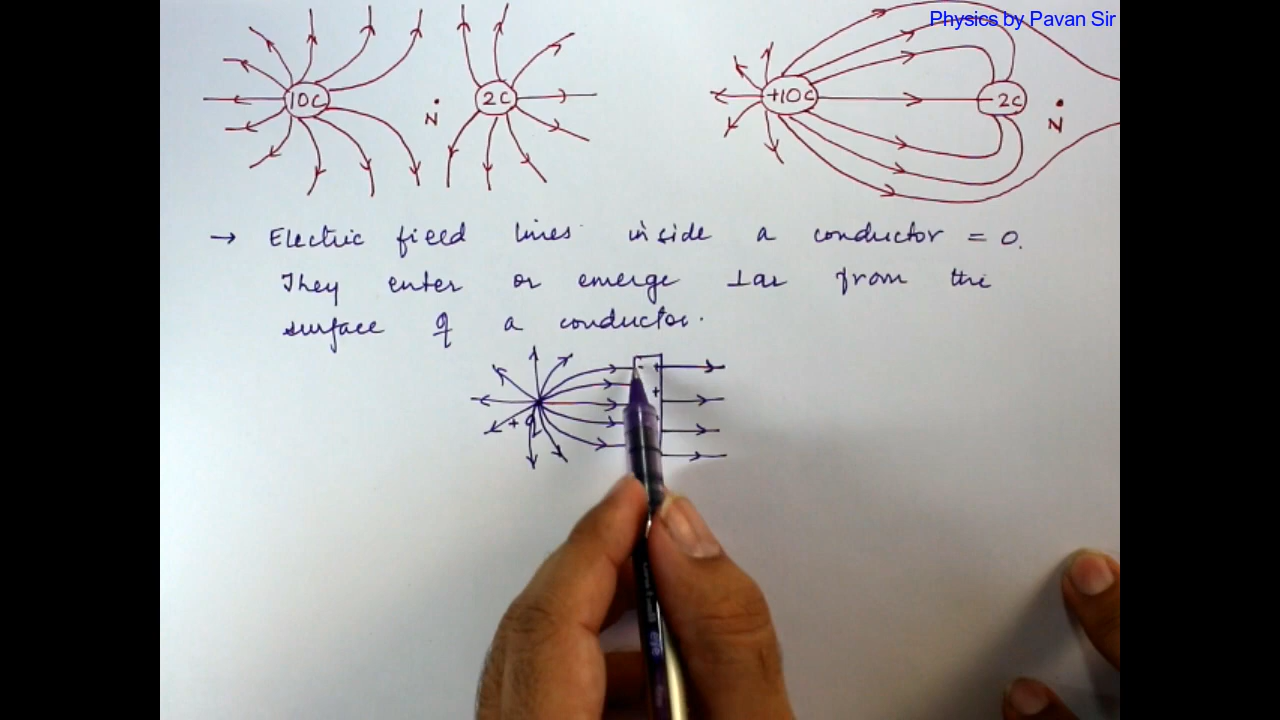 Physics by Pavan Sir
10C
N
2C
+10C
-2C
N
→ Electric field lines inside a conductor = 0.
They enter or emerge ⊥ar from the
surface of a conductor.
- +
+
+q
eye